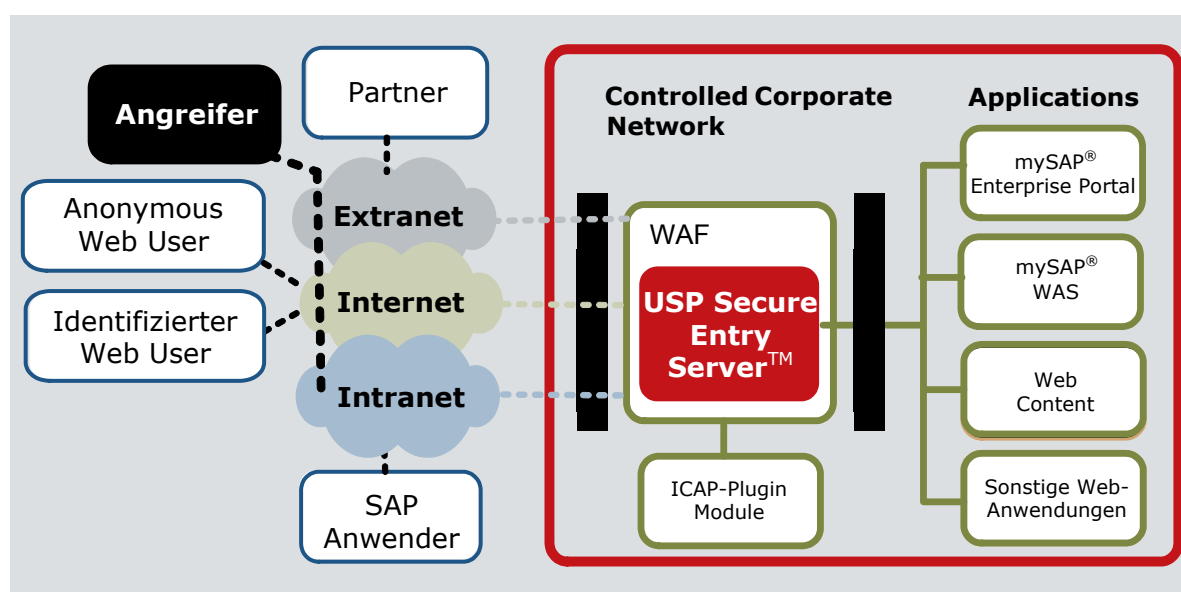 Angreifer
Partner
Anonymous
Web User
Identifizierter
Web User
Extranet
Internet
Intranet
SAP
Anwender
Controlled Corporate
Network
WAF
USP Secure
Entry
Server™
ICAP-Plugin
Module
Applications
mySAP®
Enterprise Portal
mySAP®
WAS
Web
Content
Sonstige Web-
Anwendungen